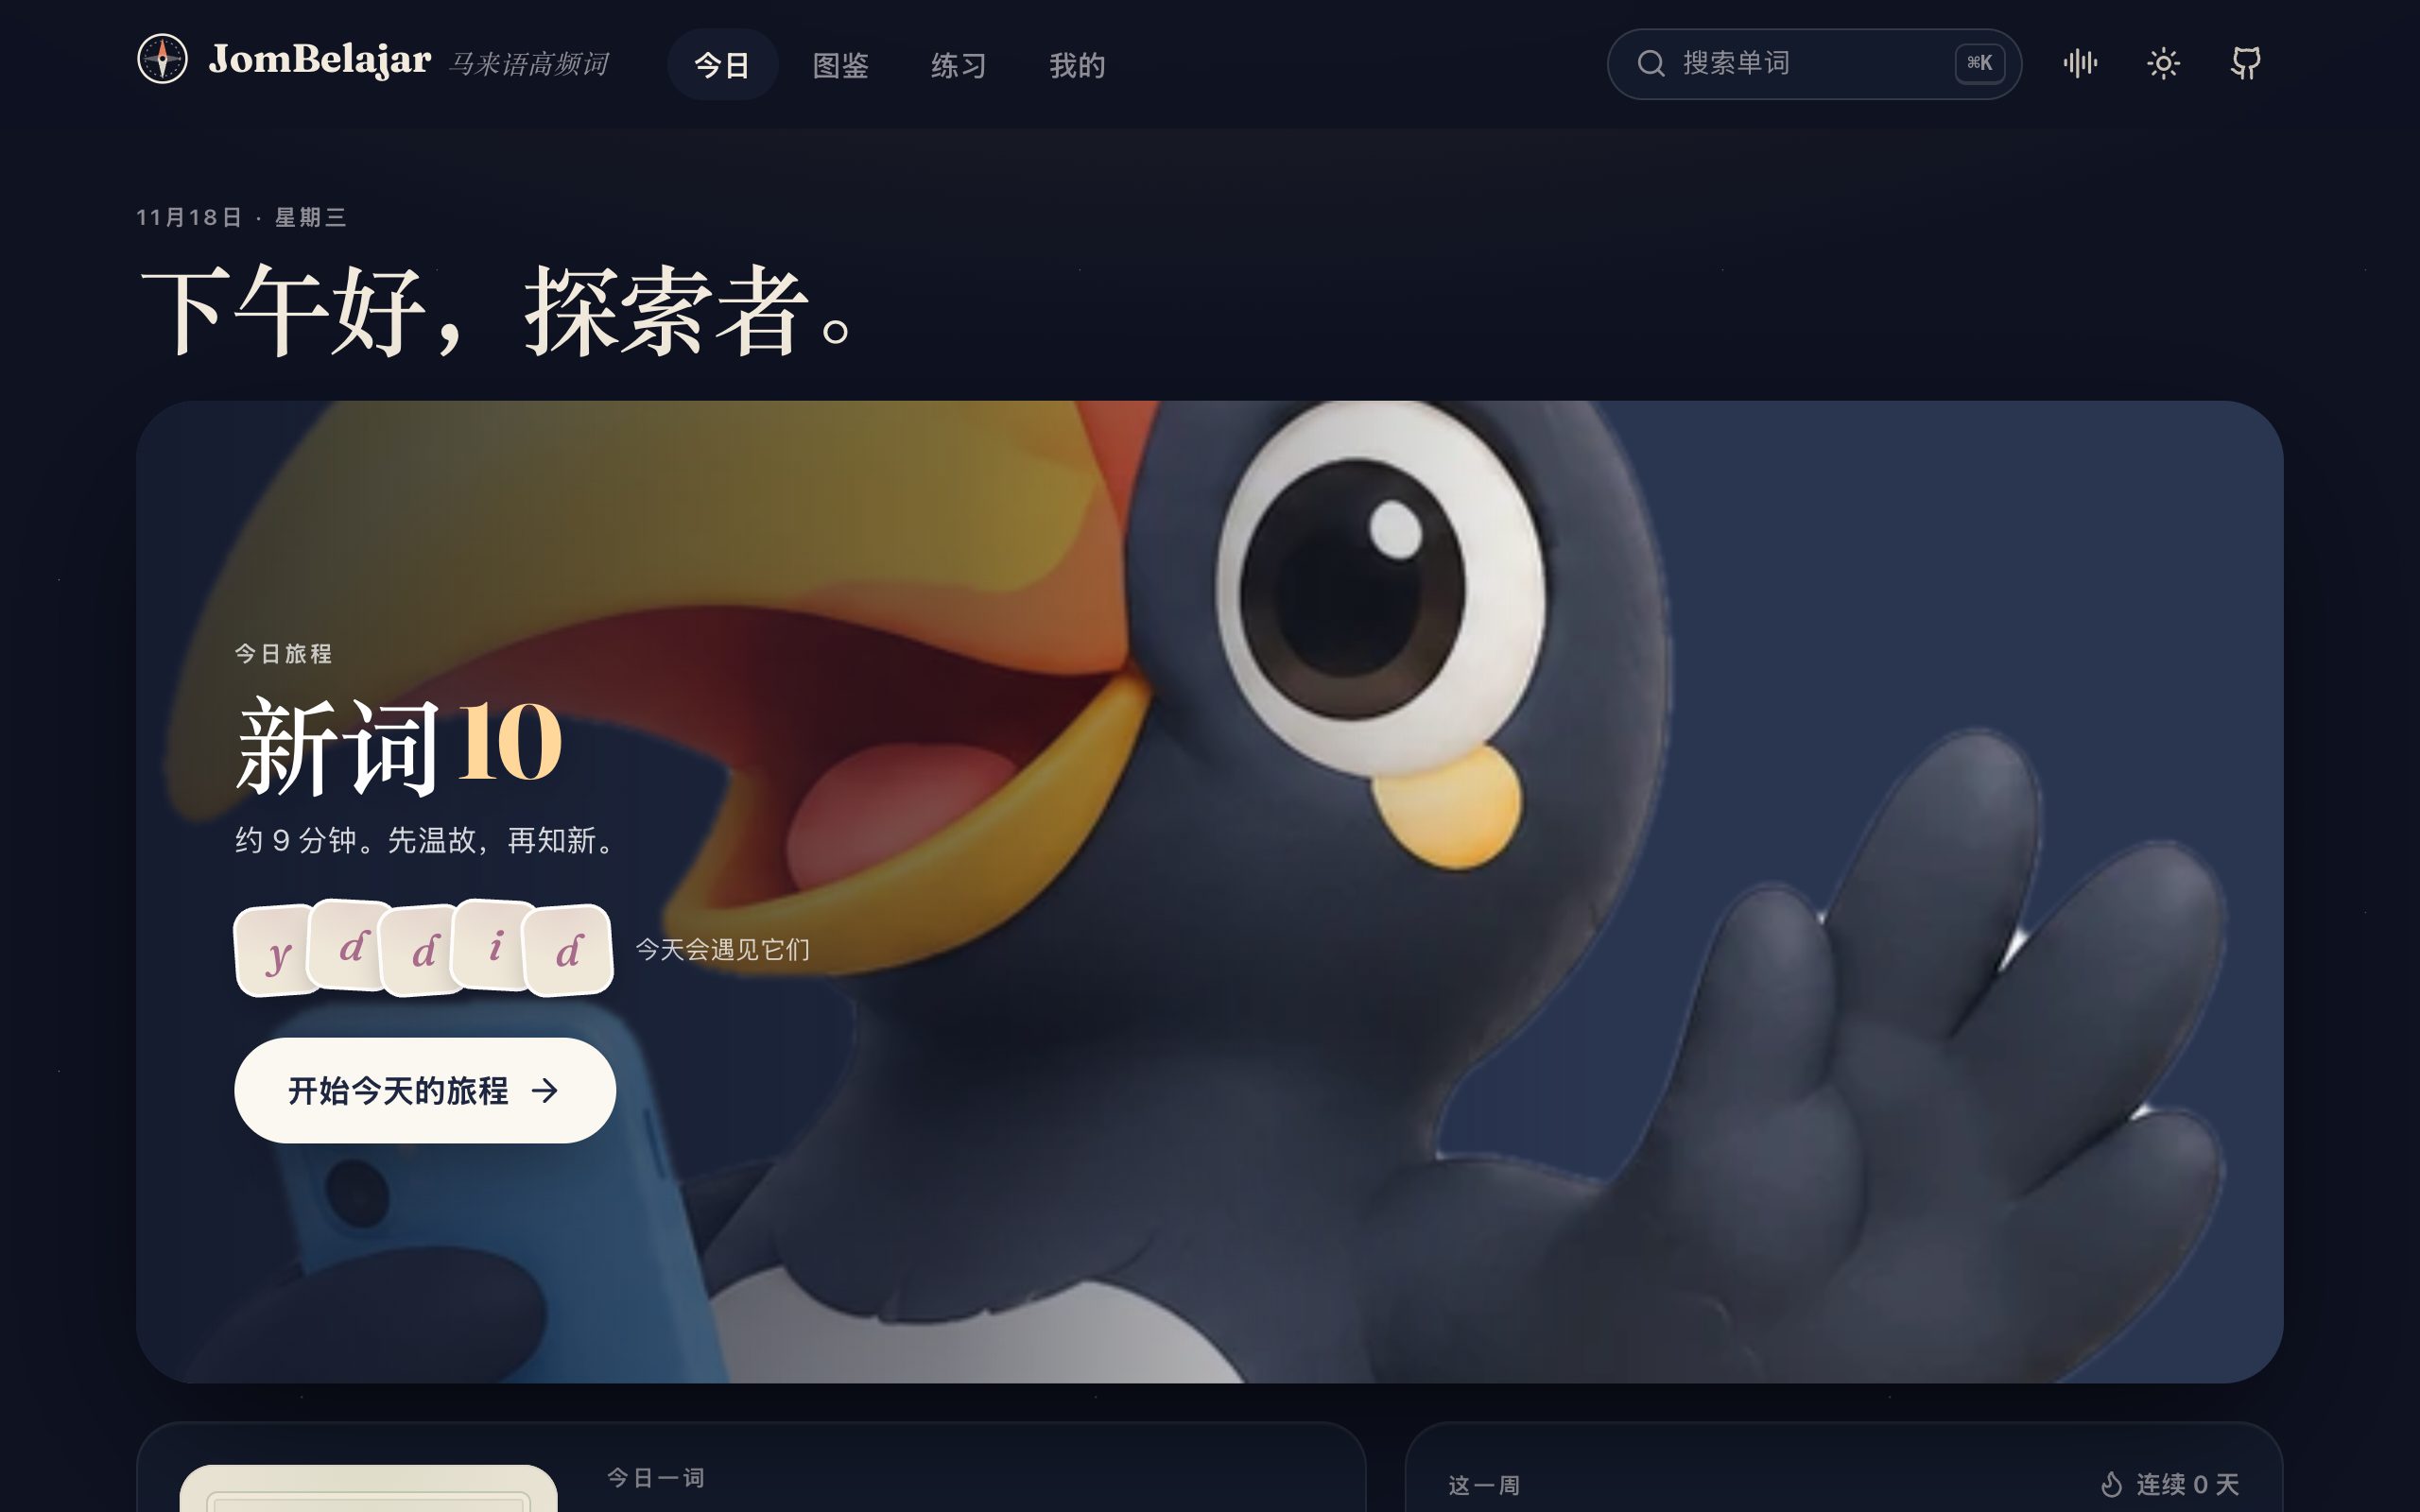 JomBelajar 马来语高频词 今日 图鉴 练习 我的 搜索单词 ⌘K
11月18日 · 星期三
下午好，探索者。
今日旅程
新词10
约 9 分钟。先温故，再知新。
y d d i d 今天会遇见它们
开始今天的旅程 →
今日一词
这一周 连续 0 天